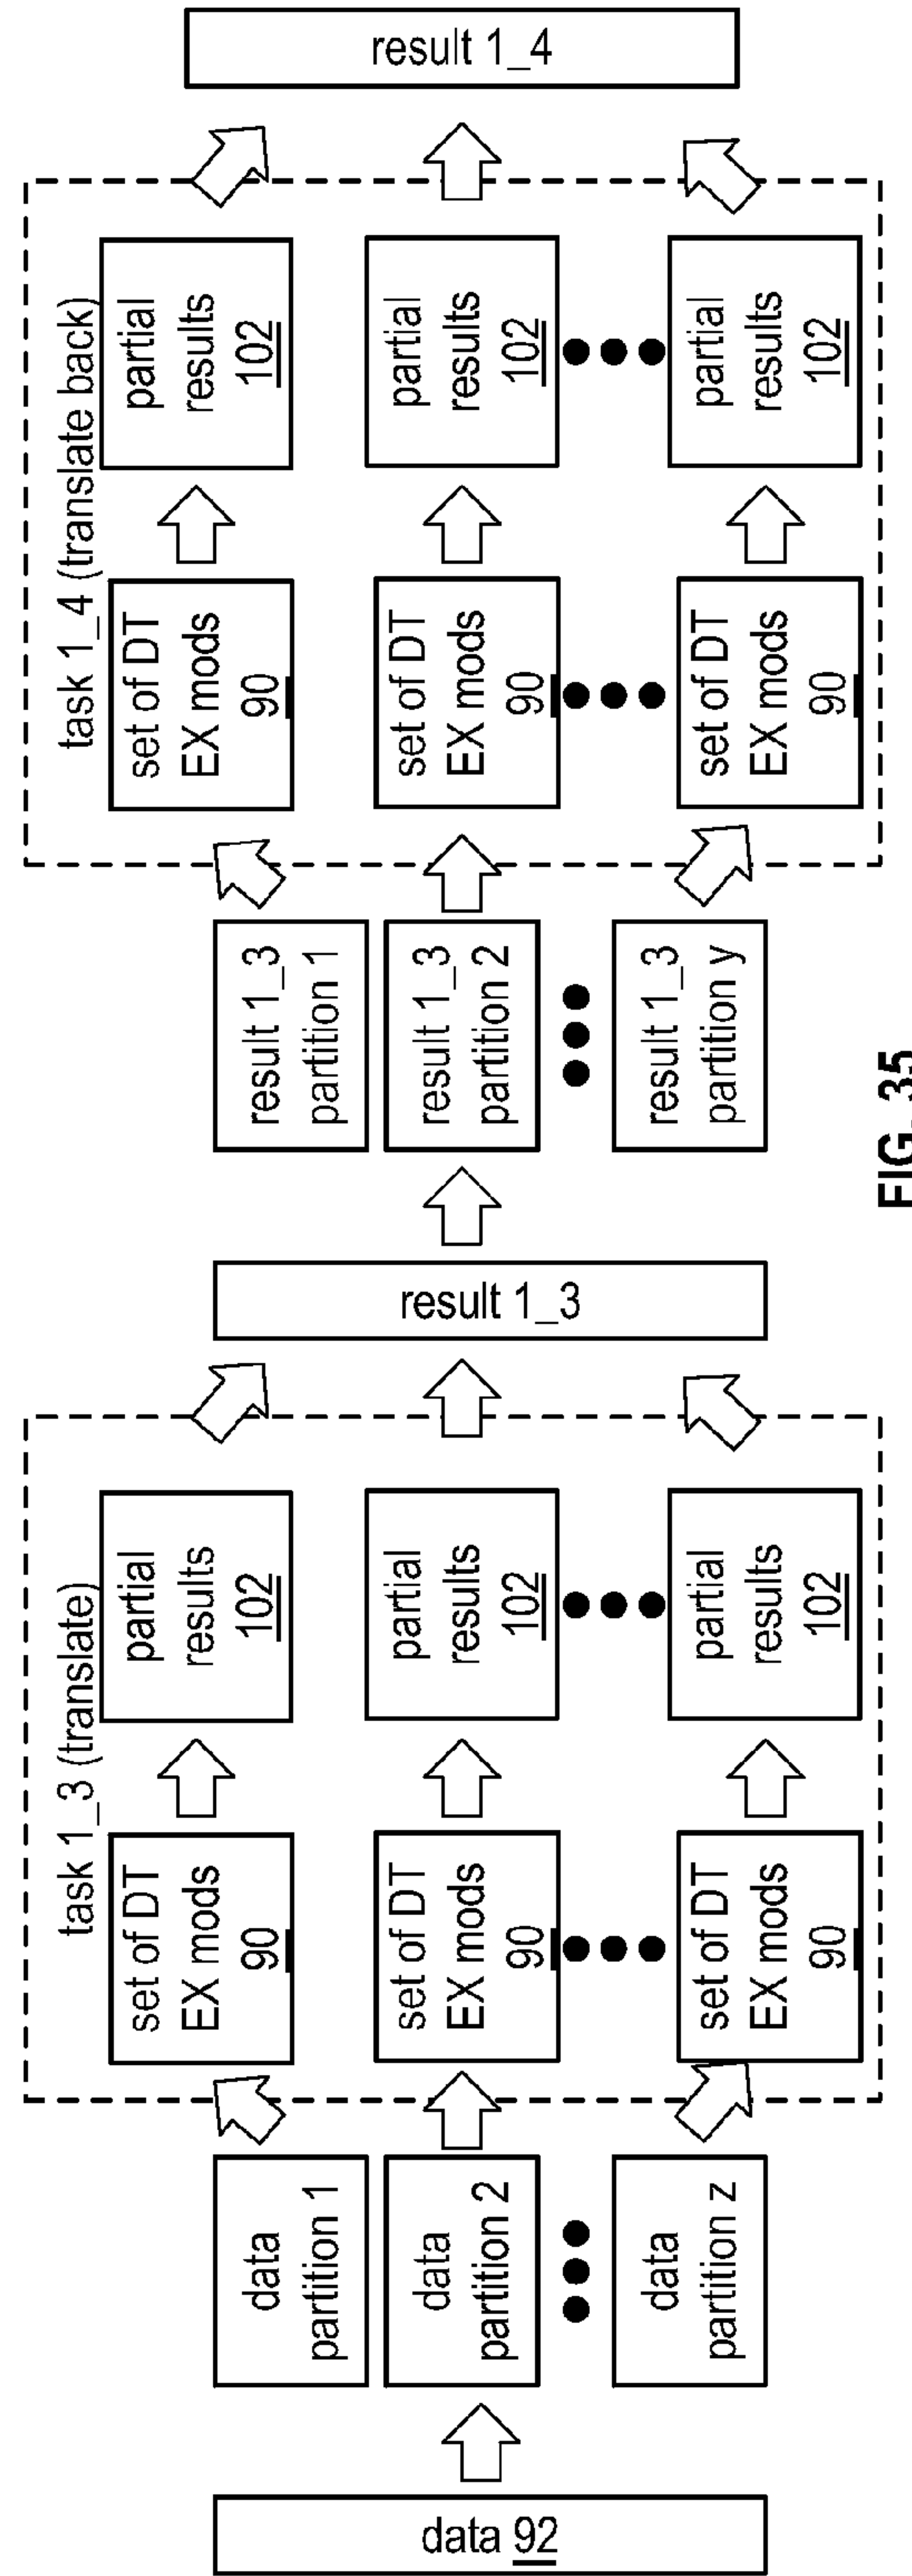 data 92
data
partition 1
data
partition 2
data
partition z
task 1_3 (translate)
set of DT
EX mods
90
partial
results
102
set of DT
EX mods
90
partial
results
102
set of DT
EX mods
90
partial
results
102
result 1_3
result 1_3
partition 1
result 1_3
partition 2
result 1_3
partition y
task 1_4 (translate back)
set of DT
EX mods
90
partial
results
102
set of DT
EX mods
90
partial
results
102
set of DT
EX mods
90
partial
results
102
result 1_4
FIG. 35